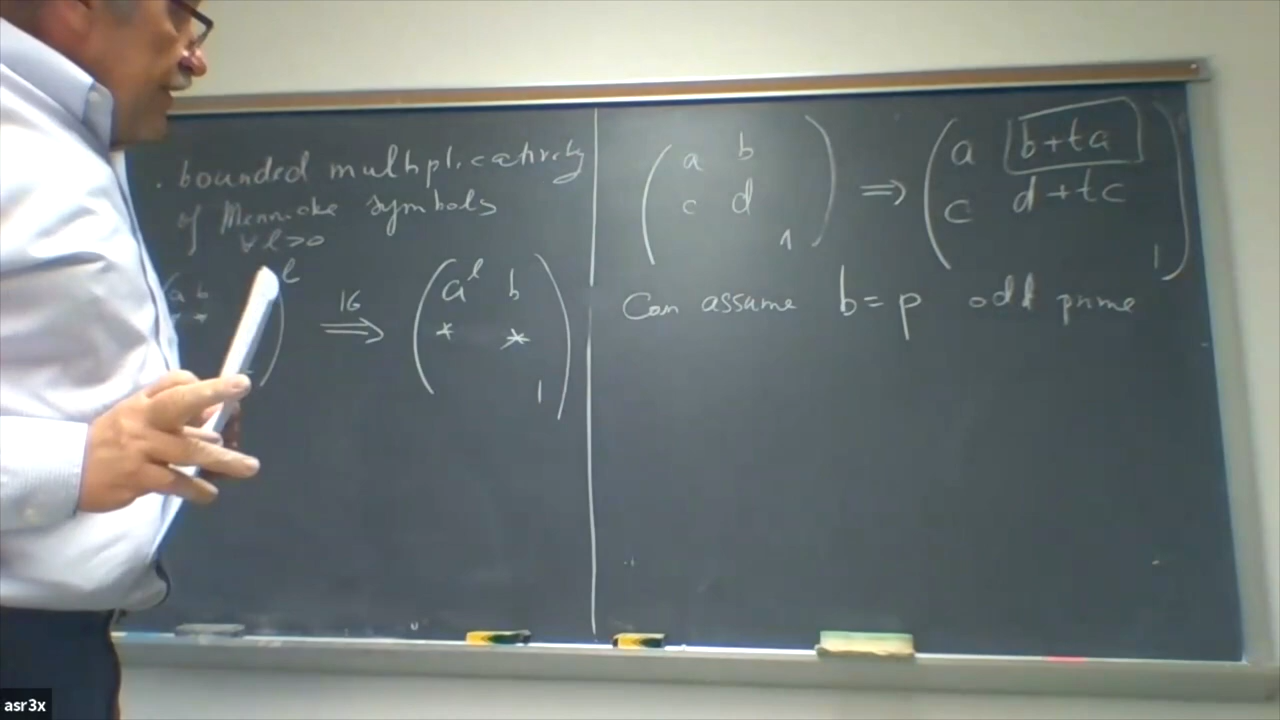 . bounded multiplicativity
of Mennicke symbols
∀ l>0
( a b
* * )^l ⟹^16 ( a^l b
* *
1 )
( a b
c d
1 ) ⟹ ( a b+ta
c d+tc
1 )
Can assume b=p odd prime
asr3x